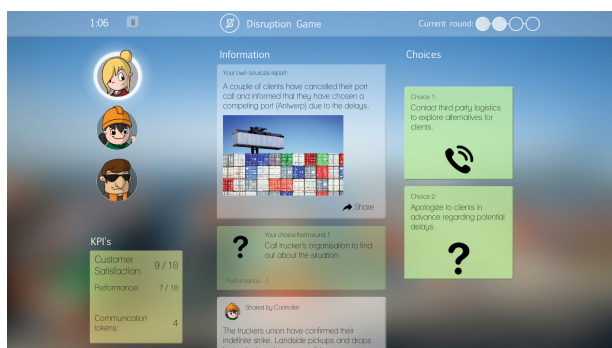 1:06
Disruption Game
Current round:
Information
Choices
Your own sources report:
A couple of clients have cancelled their port
call and informed that they have chosen a
competing port (Antwerp) due to the delays.
Share
Choice 1:
Contact third party logistics
to explore alternatives for
clients.
Choice 2:
Apologize to clients in
advance regarding potential
delays.
?
?
Your choice from round 1
Call trucker's organisation to find
out about the situation.
Performance: -1
Shared by Controller
The truckers union have confirmed their
indefinite strike. Landside pickups and drops
KPI's
Customer
Satisfaction: 9 / 10
Performance: 7 / 10
Communication
tokens: 4